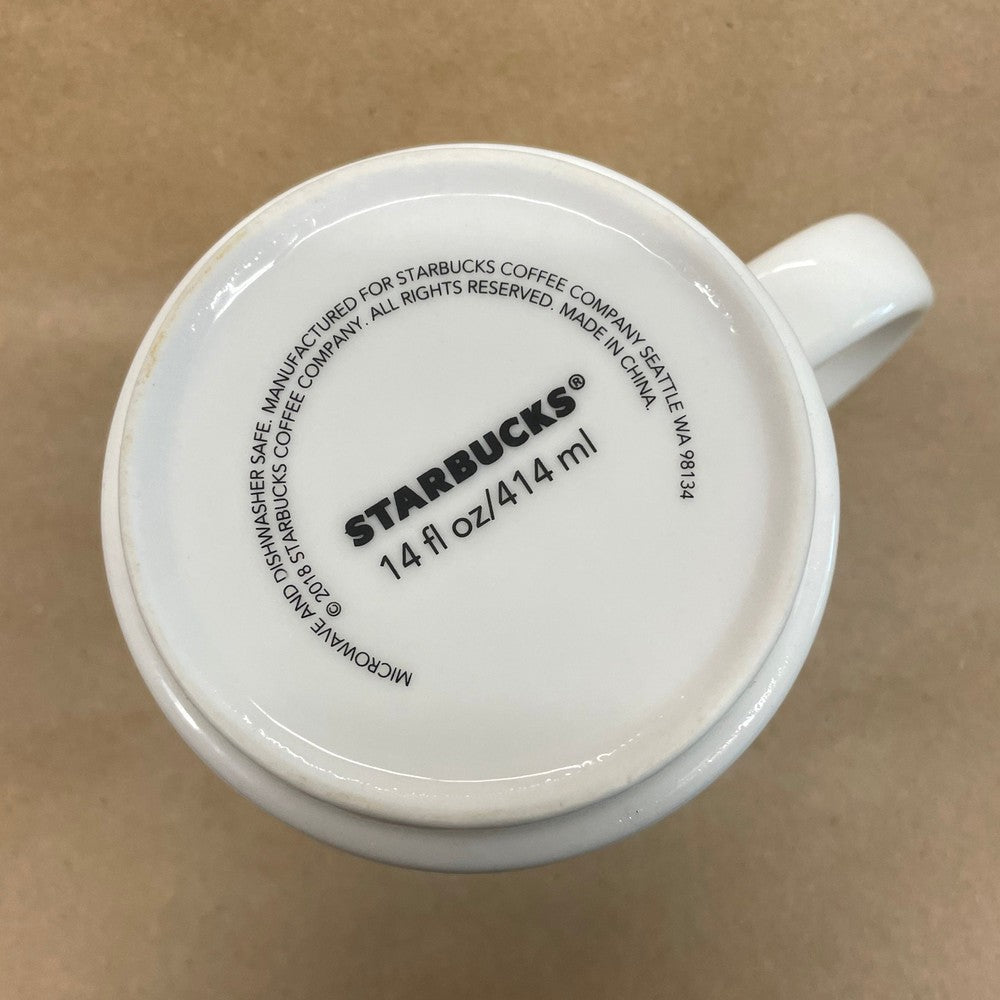 MICROWAVE AND DISHWASHER SAFE. MANUFACTURED FOR STARBUCKS COFFEE COMPANY SEATTLE WA 98134
© 2018 STARBUCKS COFFEE COMPANY. ALL RIGHTS RESERVED. MADE IN CHINA.
STARBUCKS®
14 fl oz/414 ml